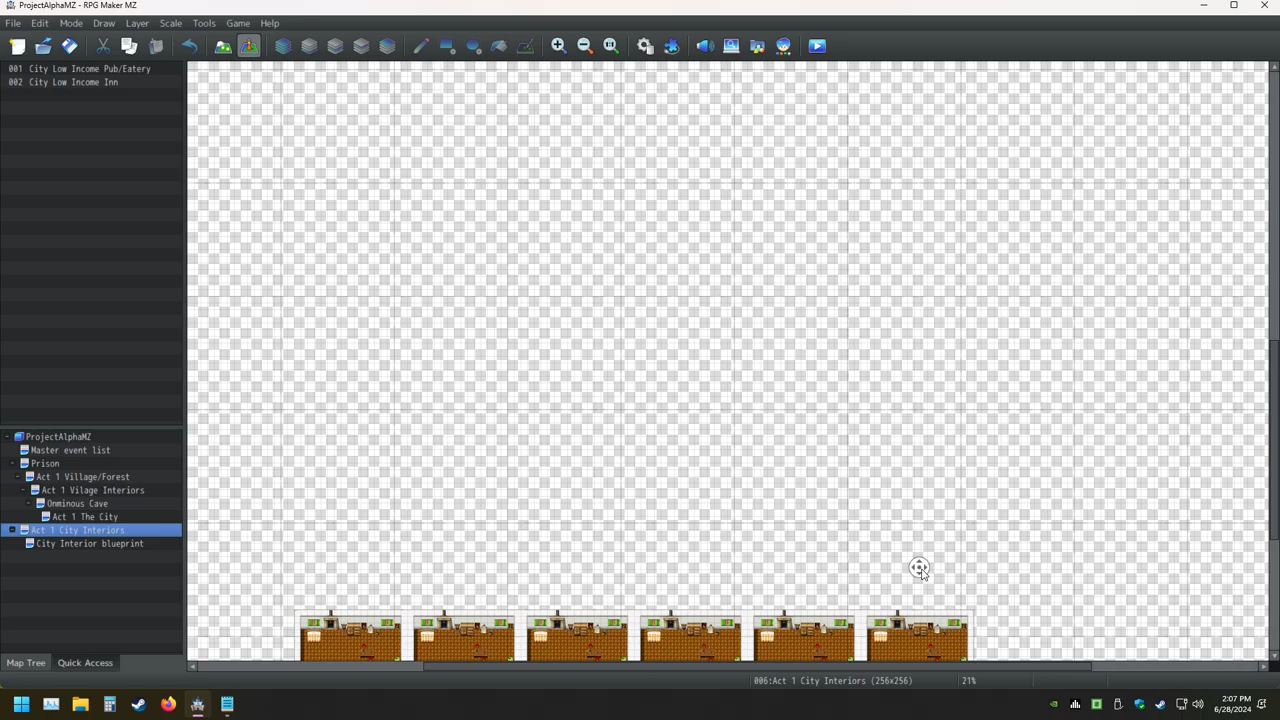 ProjectAlphaMZ - RPG Maker MZ
File Edit Mode Draw Layer Scale Tools Game Help
001 City Low Income Pub/Eatery
002 City Low Income Inn
ProjectAlphaMZ
Master event list
Prison
Act 1 Village/Forest
Act 1 Vilage Interiors
Onminous Cave
Act 1 The City
Act 1 City Interiors
City Interior blueprint
Map Tree Quick Access
006:Act 1 City Interiors (256x256) 21%
2:07 PM
6/28/2024